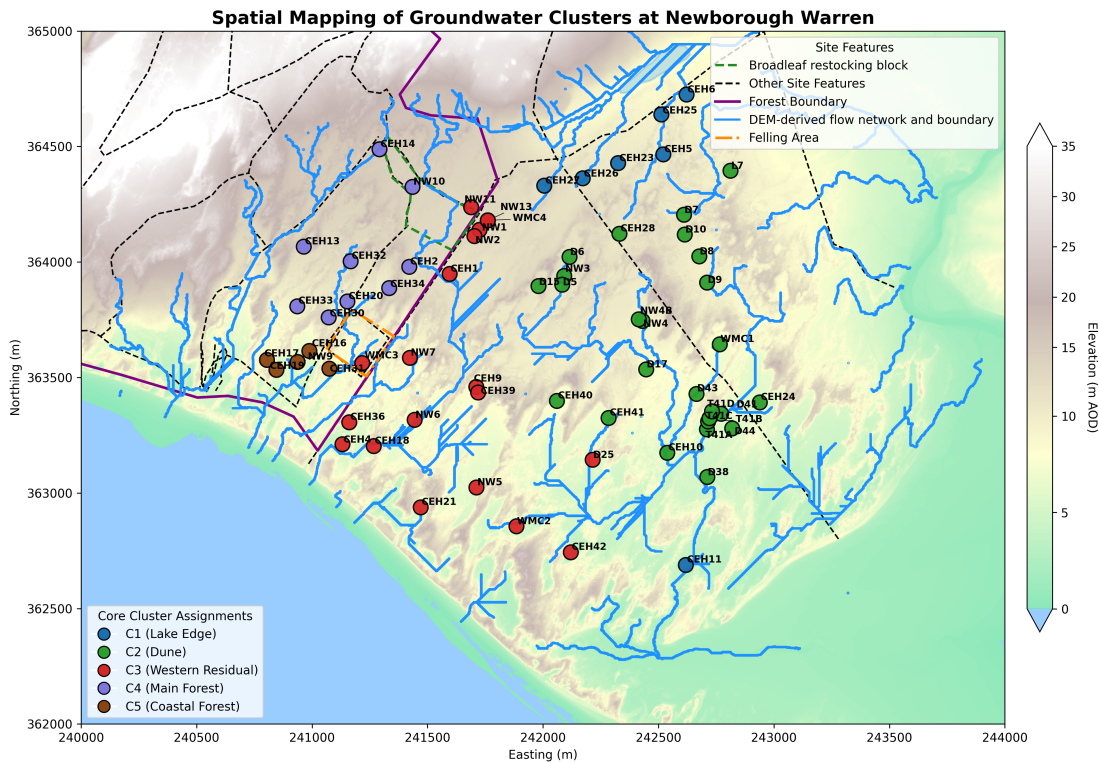 Spatial Mapping of Groundwater Clusters at Newborough Warren
365000
364500
364000
363500
363000
362500
362000
Northing (m)
240000
240500
241000
241500
242000
242500
243000
243500
244000
Easting (m)
Site Features
Broadleaf restocking block
Other Site Features
Forest Boundary
DEM-derived flow network and boundary
Felling Area
CEH6
CEH25
CEH14
CEH5
CEH23
L7
CEH26
CEH27
NW10
NW11
NW13
WMC4
D7
NW1
NW2
CEH28
D10
CEH13
CEH32
CEH2
CEH1
D6
D8
NW3
D15
D5
D9
CEH34
CEH33
CEH20
CEH30
NW4B
NW4
WMC1
CEH16
CEH17
NW9
CEH19
CEH31
WMC3
NW7
D17
CEH9
CEH39
CEH40
D43
CEH24
T41D
D41
T41C
T41B
T41A
D44
CEH36
NW6
CEH41
CEH4
CEH18
CEH10
D25
D38
NW5
CEH21
WMC2
CEH42
CEH11
Core Cluster Assignments
C1 (Lake Edge)
C2 (Dune)
C3 (Western Residual)
C4 (Main Forest)
C5 (Coastal Forest)
35
30
25
20
15
10
5
0
Elevation (m AOD)